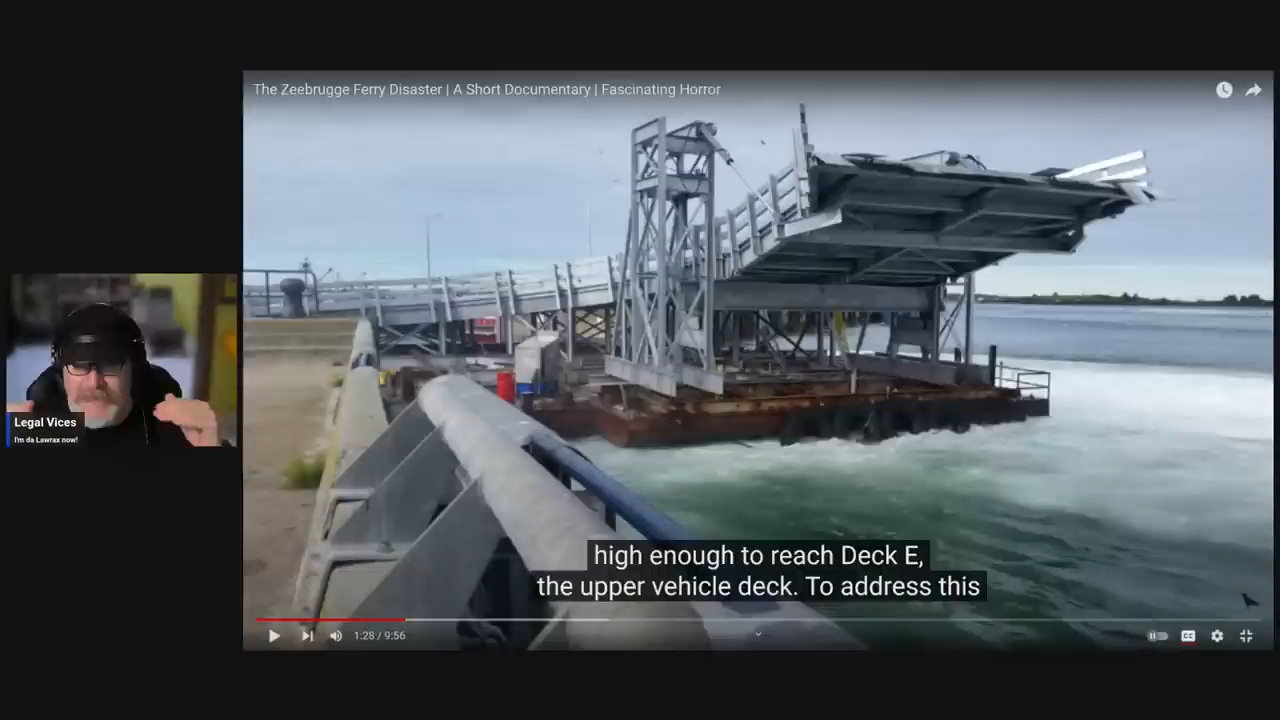 The Zeebrugge Ferry Disaster | A Short Documentary | Fascinating Horror
Legal Vices
I'm da Lawrax now!
high enough to reach Deck E,
the upper vehicle deck. To address this
1:28 / 9:56
CC